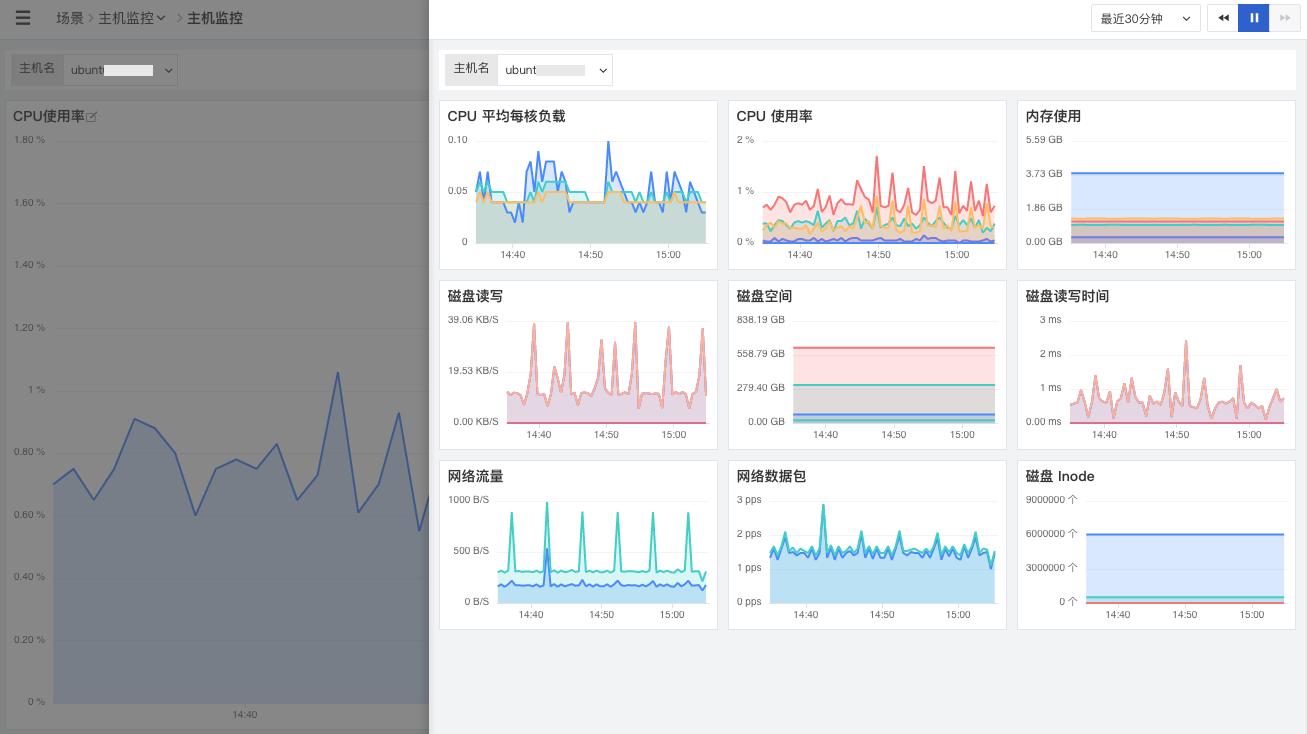 场景 主机监控 主机监控
主机名 ubunt
CPU使用率
1.80 %
1.60 %
1.40 %
1.20 %
1 %
0.80 %
0.60 %
0.40 %
0.20 %
0 %
14:40
最近30分钟
主机名 ubunt
CPU 平均每核负载
0.10
0.05
0
14:40 14:50 15:00
CPU 使用率
2 %
1 %
0 %
14:40 14:50 15:00
内存使用
5.59 GB
3.73 GB
1.86 GB
0.00 GB
14:40 14:50 15:00
磁盘读写
39.06 KB/S
19.53 KB/S
0.00 KB/S
14:40 14:50 15:00
磁盘空间
838.19 GB
558.79 GB
279.40 GB
0.00 GB
14:40 14:50 15:00
磁盘读写时间
3 ms
2 ms
1 ms
0.00 ms
14:40 14:50 15:00
网络流量
1000 B/S
500 B/S
0 B/S
14:40 14:50 15:00
网络数据包
3 pps
2 pps
1 pps
0 pps
14:40 14:50 15:00
磁盘 Inode
9000000 个
6000000 个
3000000 个
0 个
14:40 14:50 15:00